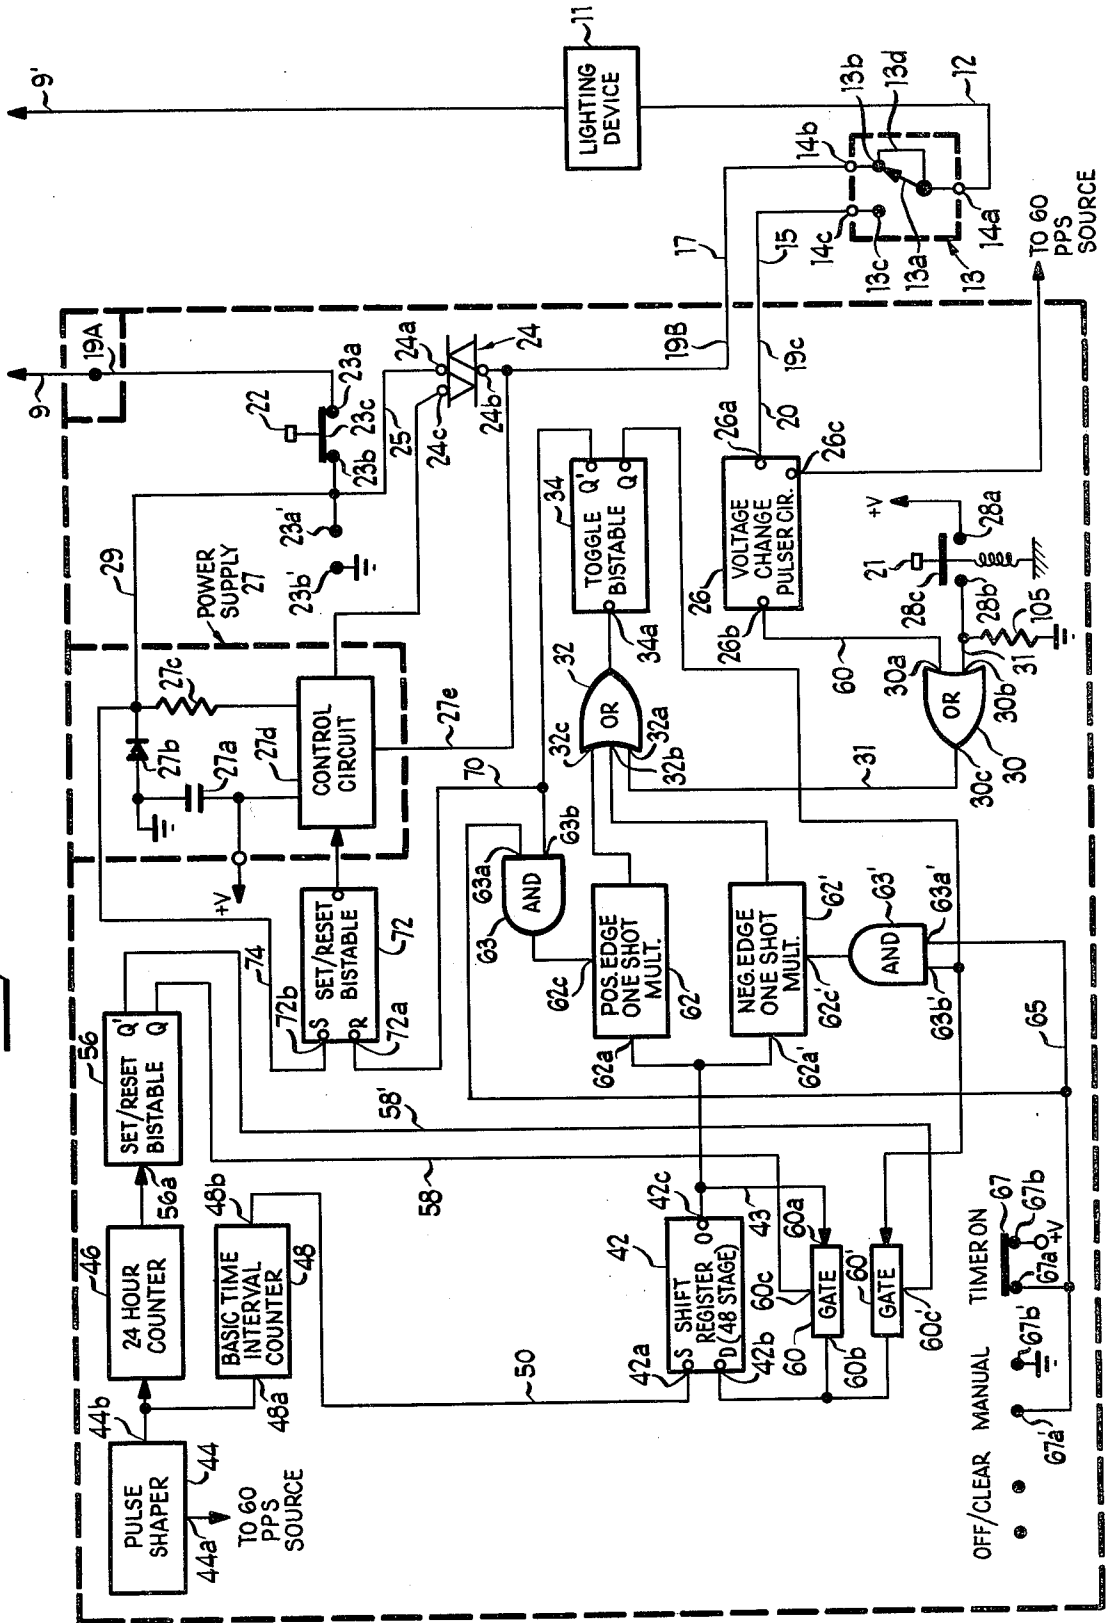 9
9'
19A
22
23a
23c
23b
25
24a
24
24c
24b
19B
17
LIGHTING
DEVICE
11
12
14b
13b
13d
14c
13c
13a
13
14a
15
19c
20
TO 60
PPS
SOURCE
29
23a'
23b'
POWER
SUPPLY
27
27c
27b
27a
27d
CONTROL
CIRCUIT
27e
+V
TOGGLE
BISTABLE
Q'
Q
34
34a
26
VOLTAGE
CHANGE
PULSER CIR.
26a
26c
26b
+V
21
28a
28c
28b
105
31
60
30a
30b
OR
30
30c
31
32
32c
OR
32a
32b
70
74
72b
S
R
SET/RESET
BISTABLE
72
72a
63a
63b
AND
63
62c
POS. EDGE
ONE SHOT
MULT.
62
62a
NEG. EDGE
ONE SHOT
MULT.
62'
62a'
62c'
AND
63'
63a'
63b'
65
56
SET/RESET
BISTABLE
Q'
Q
56a
58'
58
46
24 HOUR
COUNTER
48b
BASIC TIME
INTERVAL
COUNTER
48
48a
44b
PULSE
SHAPER
44
44a
TO 60
PPS
SOURCE
50
42
42a
S
SHIFT
REGISTER
(48 STAGE)
D
O
42b
42c
43
60a
60c
GATE
60
60b
60'
GATE
60c'
OFF/CLEAR
MANUAL
TIMER ON
67
67b
+V
67a
67b'
67a'